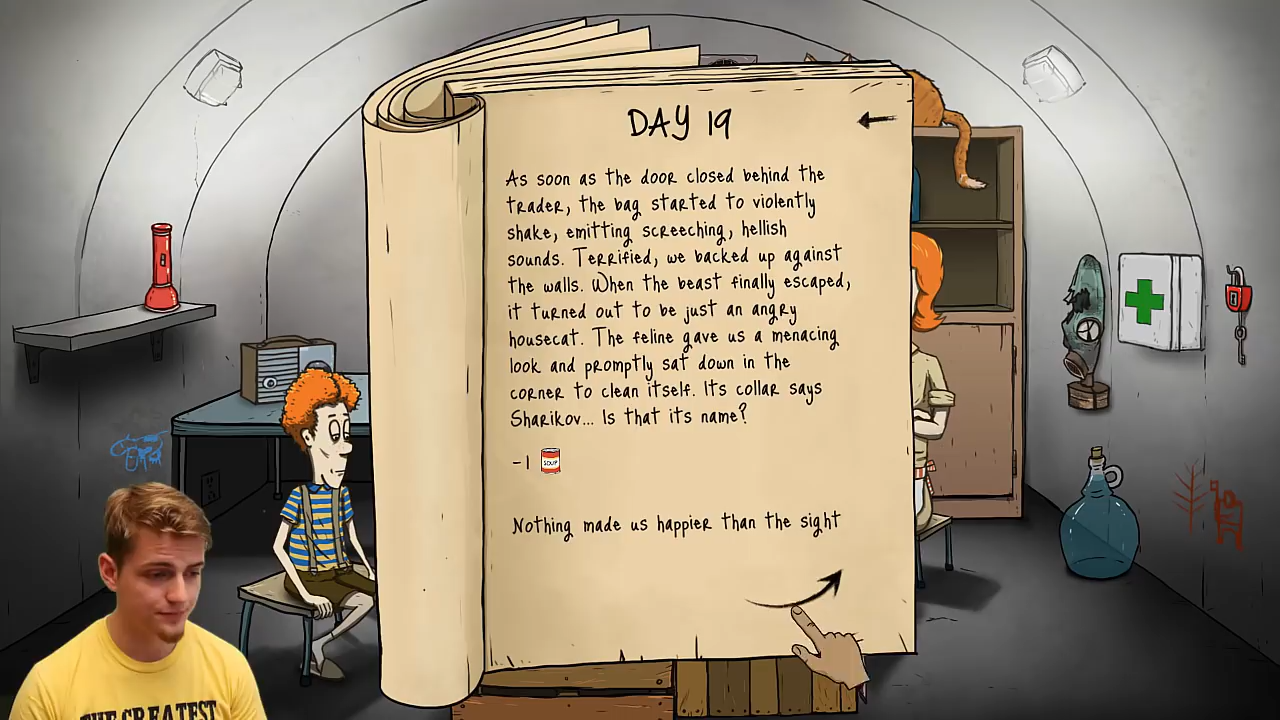 DAY 19
As soon as the door closed behind the
trader, the bag started to violently
shake, emitting screeching, hellish
sounds. Terrified, we backed up against
the walls. When the beast finally escaped,
it turned out to be just an angry
housecat. The feline gave us a menacing
look and promptly sat down in the
corner to clean itself. Its collar says
Sharikov... Is that its name?
-1 SOUP
Nothing made us happier than the sight
THE GREATEST